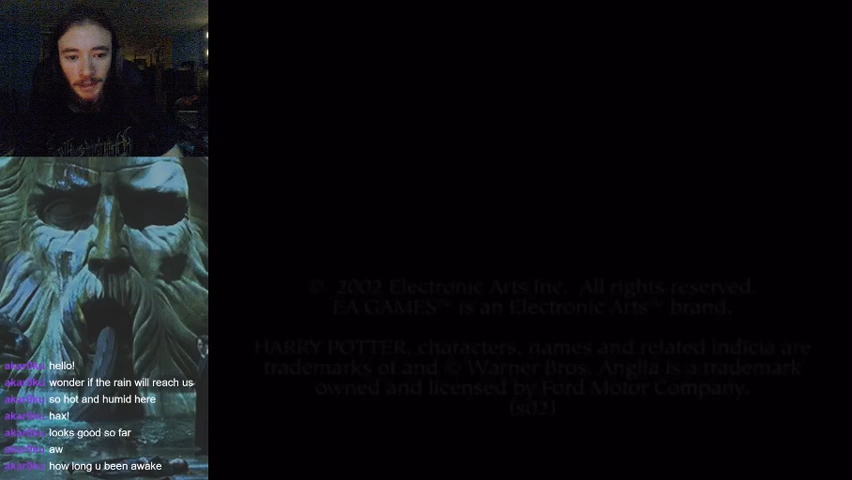 hello!
wonder if the rain will reach us
so hot and humid here
hax!
looks good so far
aw
how long u been awake
© 2002 Electronic Arts Inc. All rights reserved.
EA GAMES™ is an Electronic Arts™ brand.
HARRY POTTER, characters, names and related indicia are
trademarks of and © Warner Bros. Anglia is a trademark
owned and licensed by Ford Motor Company.
(s02)